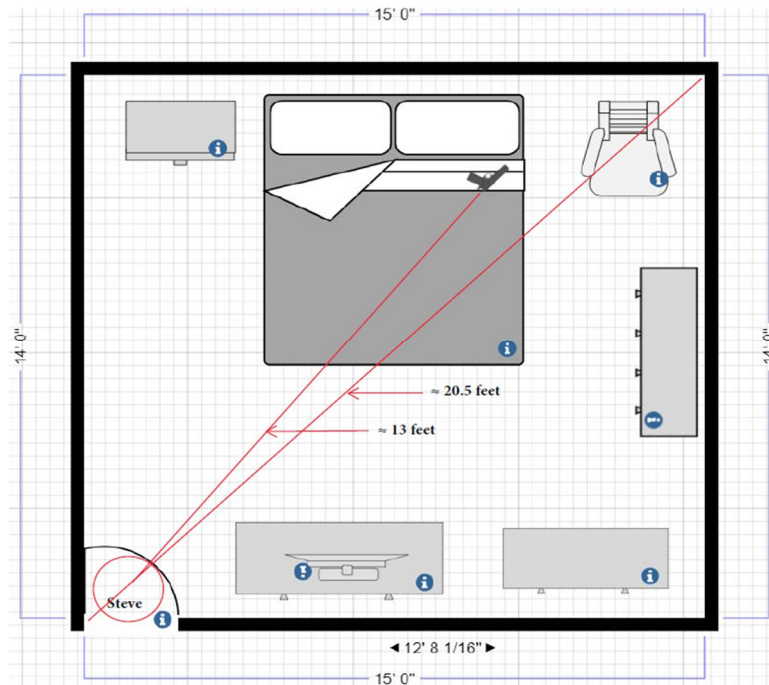 15' 0"
14' 0"
14' 0"
≈ 20.5 feet
≈ 13 feet
Steve
◄ 12' 8 1/16" ►
15' 0"